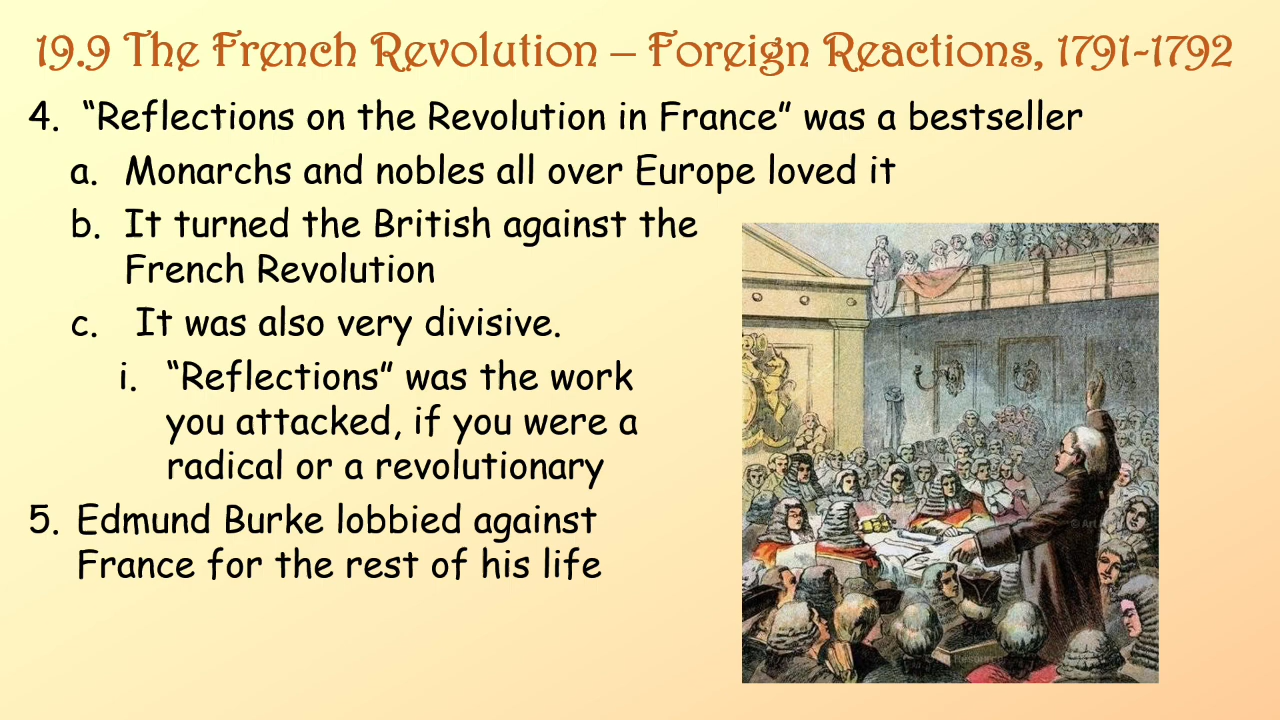 19.9 The French Revolution – Foreign Reactions, 1791-1792
4. “Reflections on the Revolution in France” was a bestseller
a. Monarchs and nobles all over Europe loved it
b. It turned the British against the
French Revolution
c. It was also very divisive.
i. “Reflections” was the work
you attacked, if you were a
radical or a revolutionary
5. Edmund Burke lobbied against
France for the rest of his life